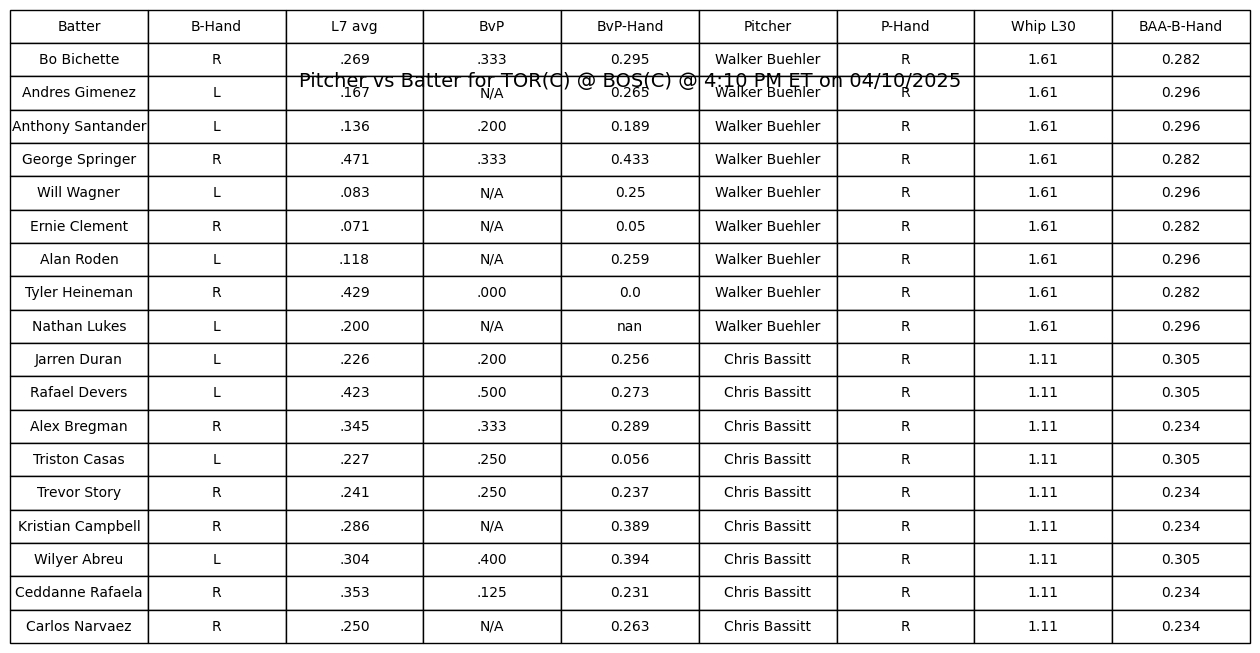 Batter B-Hand L7 avg BvP BvP-Hand Pitcher P-Hand Whip L30 BAA-B-Hand
Bo Bichette R .269 .333 0.295 Walker Buehler R 1.61 0.282
Pitcher vs Batter for TOR(C) @ BOS(C) @ 4:10 PM ET on 04/10/2025
Andres Gimenez L .167 N/A 0.265 Walker Buehler R 1.61 0.296
Anthony Santander L .136 .200 0.189 Walker Buehler R 1.61 0.296
George Springer R .471 .333 0.433 Walker Buehler R 1.61 0.282
Will Wagner L .083 N/A 0.25 Walker Buehler R 1.61 0.296
Ernie Clement R .071 N/A 0.05 Walker Buehler R 1.61 0.282
Alan Roden L .118 N/A 0.259 Walker Buehler R 1.61 0.296
Tyler Heineman R .429 .000 0.0 Walker Buehler R 1.61 0.282
Nathan Lukes L .200 N/A nan Walker Buehler R 1.61 0.296
Jarren Duran L .226 .200 0.256 Chris Bassitt R 1.11 0.305
Rafael Devers L .423 .500 0.273 Chris Bassitt R 1.11 0.305
Alex Bregman R .345 .333 0.289 Chris Bassitt R 1.11 0.234
Triston Casas L .227 .250 0.056 Chris Bassitt R 1.11 0.305
Trevor Story R .241 .250 0.237 Chris Bassitt R 1.11 0.234
Kristian Campbell R .286 N/A 0.389 Chris Bassitt R 1.11 0.234
Wilyer Abreu L .304 .400 0.394 Chris Bassitt R 1.11 0.305
Ceddanne Rafaela R .353 .125 0.231 Chris Bassitt R 1.11 0.234
Carlos Narvaez R .250 N/A 0.263 Chris Bassitt R 1.11 0.234